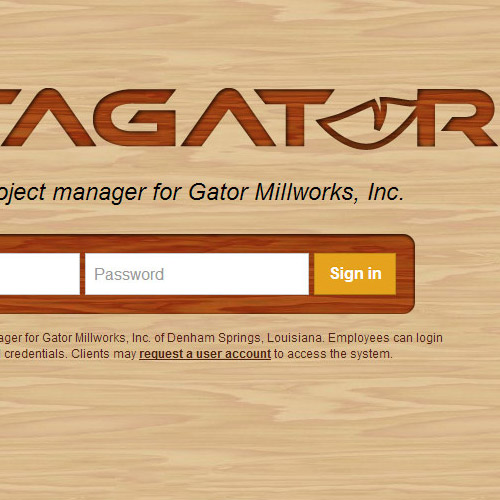 TAGATOR
oject manager for Gator Millworks, Inc.
Password
Sign in
ager for Gator Millworks, Inc. of Denham Springs, Louisiana. Employees can login
credentials. Clients may request a user account to access the system.